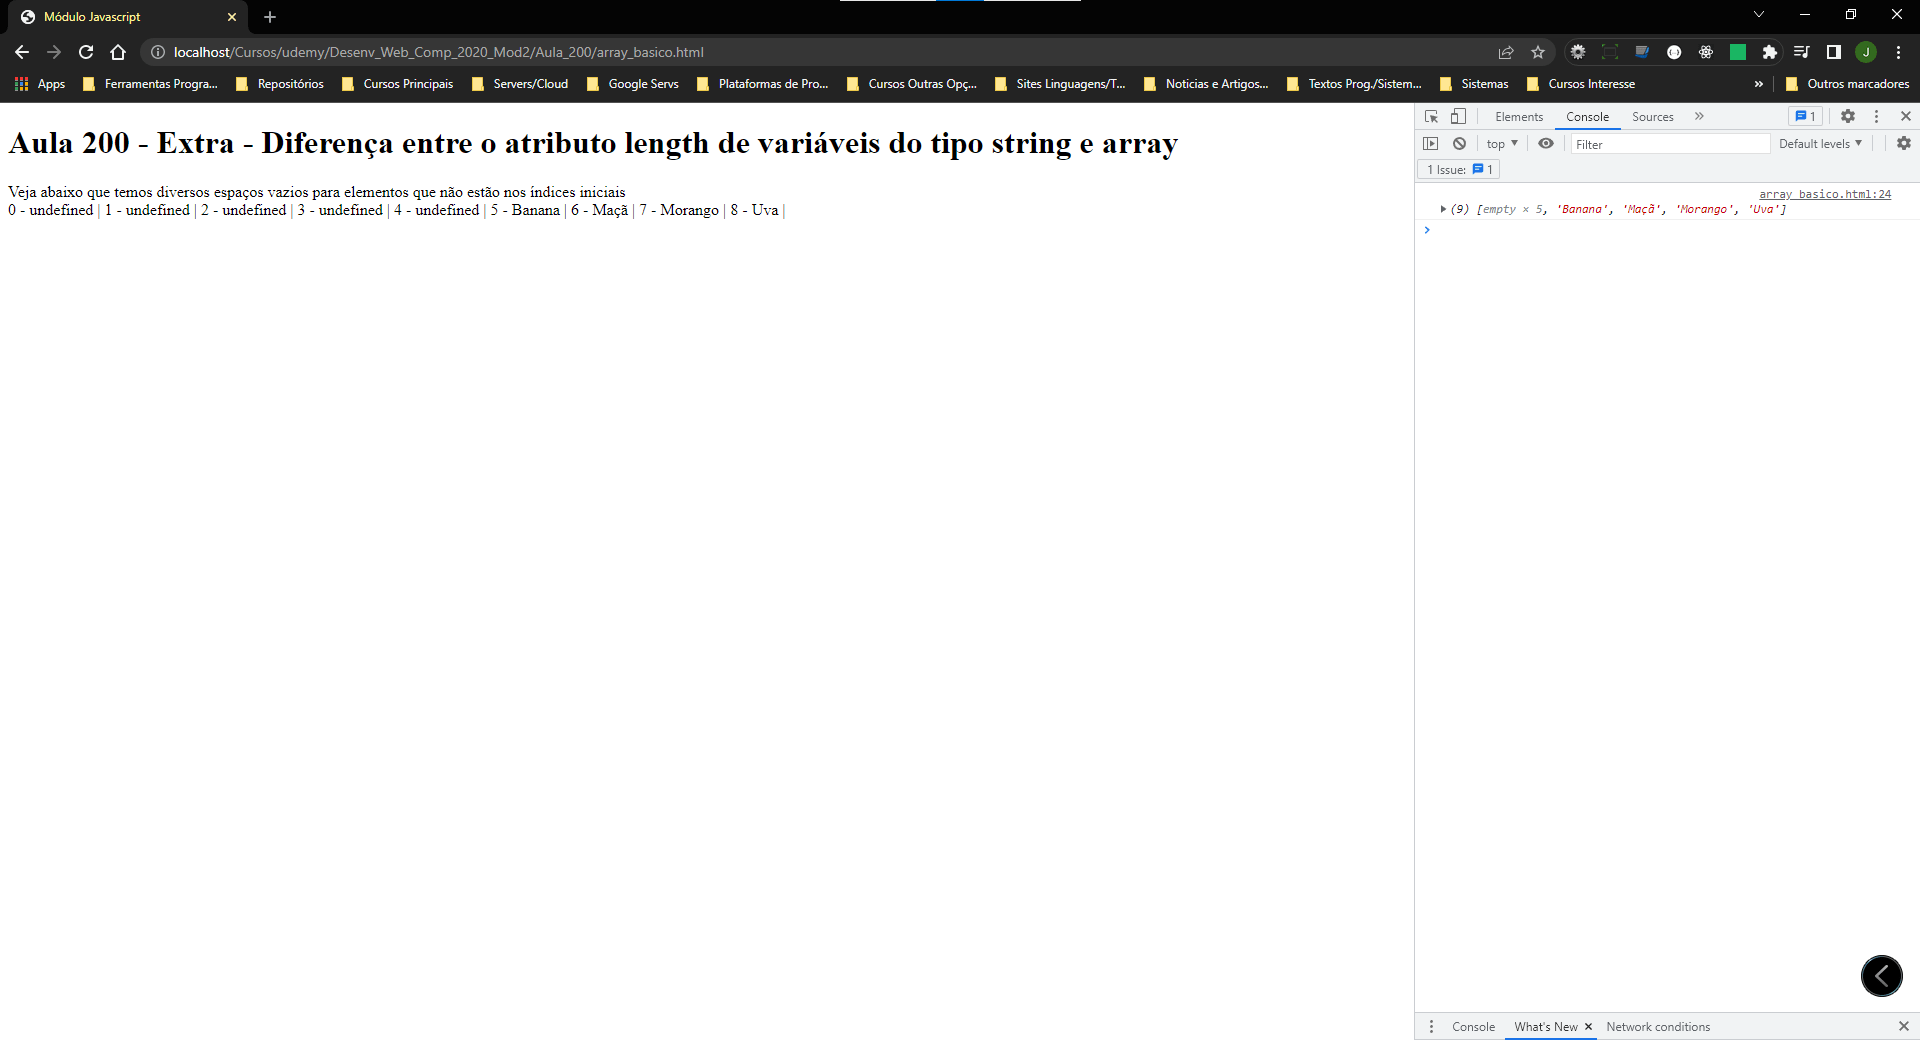 Módulo Javascript
localhost/Cursos/udemy/Desenv_Web_Comp_2020_Mod2/Aula_200/array_basico.html
J
Apps Ferramentas Progra... Repositórios Cursos Principais Servers/Cloud Google Servs Plataformas de Pro... Cursos Outras Opç... Sites Linguagens/T... Noticias e Artigos... Textos Prog./Sistem... Sistemas Cursos Interesse » Outros marcadores
Aula 200 - Extra - Diferença entre o atributo length de variáveis do tipo string e array
Veja abaixo que temos diversos espaços vazios para elementos que não estão nos índices iniciais
0 - undefined | 1 - undefined | 2 - undefined | 3 - undefined | 4 - undefined | 5 - Banana | 6 - Maçã | 7 - Morango | 8 - Uva |
Elements Console Sources » 1
top Filter Default levels
1 Issue: 1
array_basico.html:24
(9) [empty × 5, 'Banana', 'Maçã', 'Morango', 'Uva']
Console What's New Network conditions